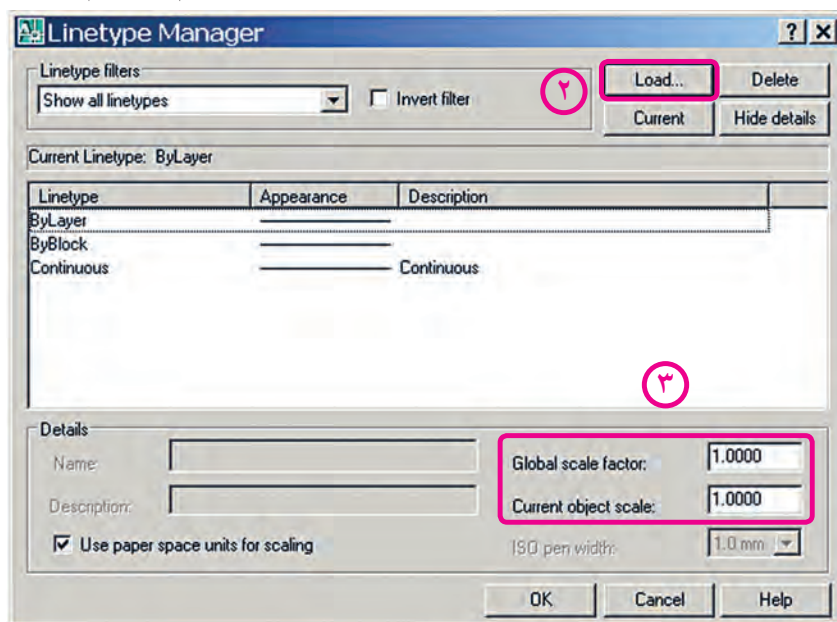 Linetype Manager
Linetype filters
Show all linetypes
Invert filter
۲
Load...
Delete
Current
Hide details
Current Linetype: ByLayer
Linetype Appearance Description
ByLayer
ByBlock
Continuous Continuous
۳
Details
Name:
Description:
Use paper space units for scaling
Global scale factor: 1.0000
Current object scale: 1.0000
ISO pen width: 1.0 mm
OK Cancel Help